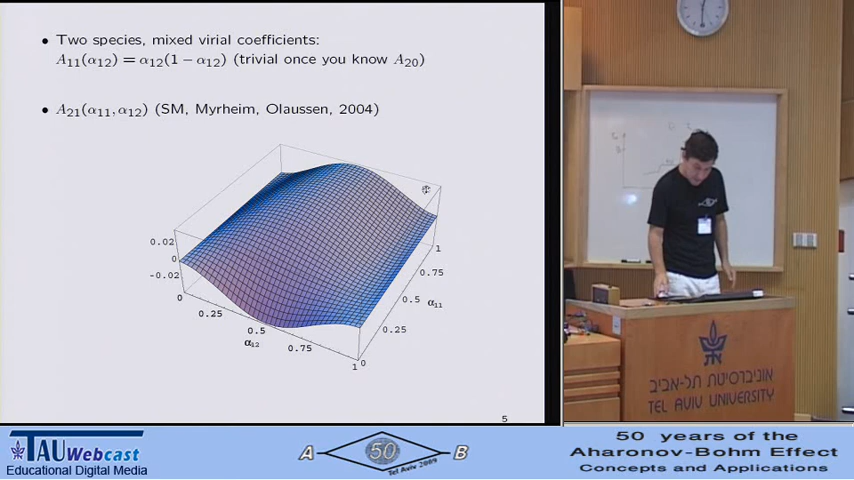 • Two species, mixed virial coefficients:
A₁₁(α₁₂) = α₁₂(1 − α₁₂) (trivial once you know A₂₀)
• A₂₁(α₁₁, α₁₂) (SM, Myrheim, Olaussen, 2004)
0.02
0
-0.02
0
0.25
0.5
0.75
1
α₁₂
0
0.25
0.5
0.75
1
α₁₁
5
אוניברסיטת תל-אביב
TEL AVIV UNIVERSITY
TAU Webcast
Educational Digital Media
A 50 B
Tel Aviv 2009
50 years of the
Aharonov-Bohm Effect
Concepts and Applications